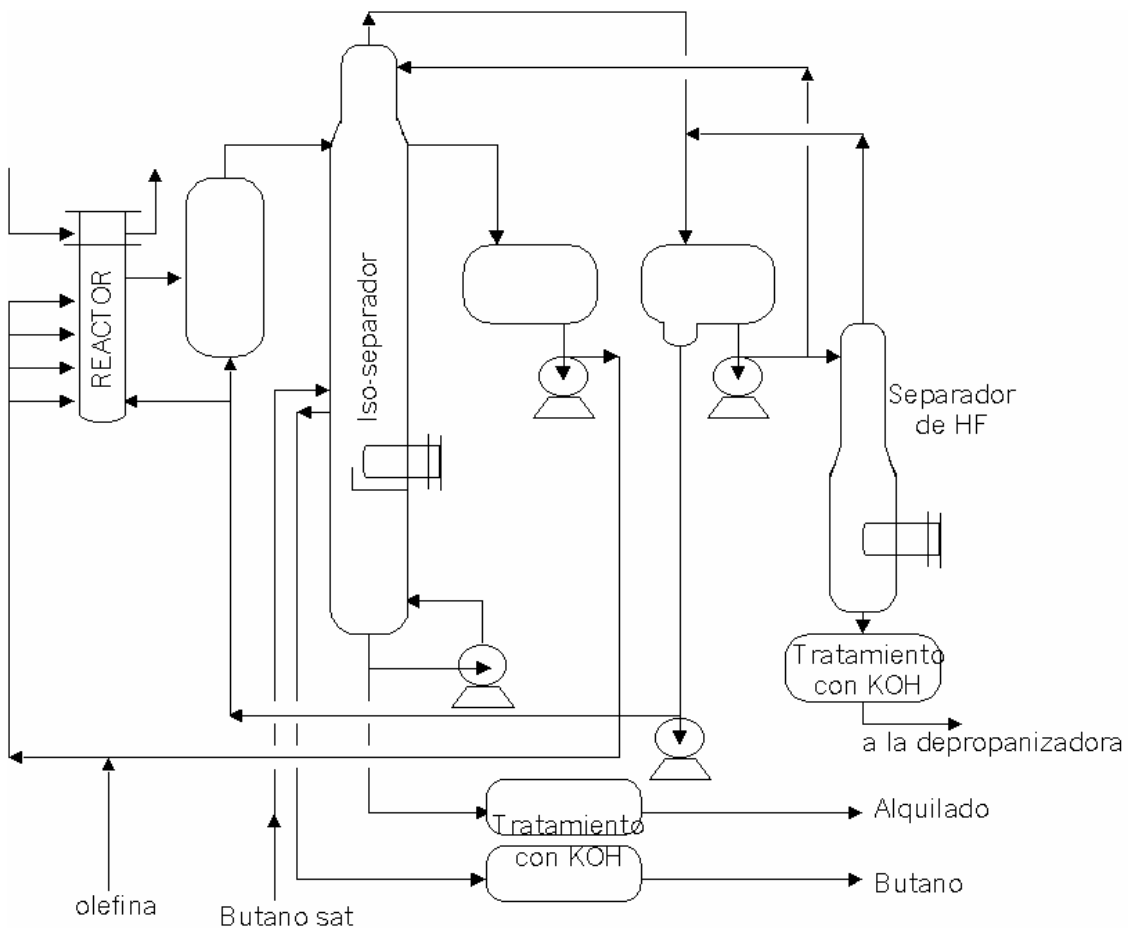 REACTOR
Iso-separador
Separador
de HF
Tratamiento
con KOH
a la depropanizadora
Alquilado
Tratamiento
con KOH
Butano
olefina
Butano sat